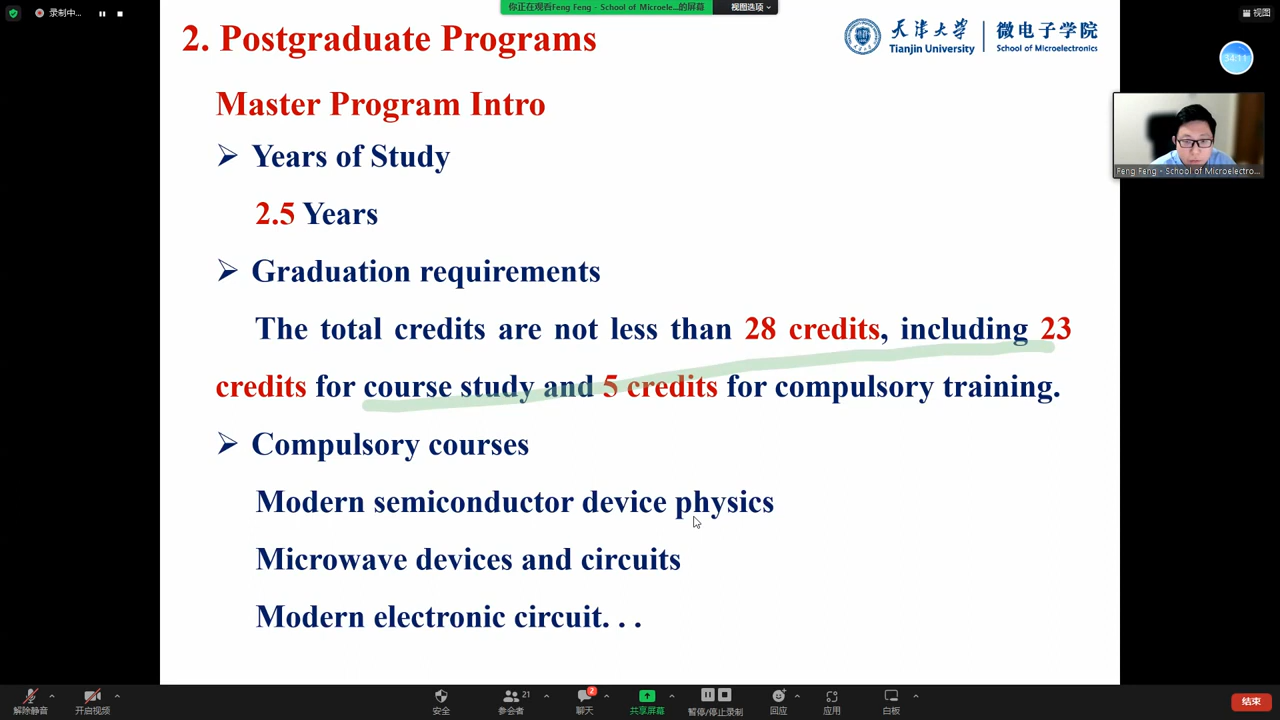 录制中...
你正在观看Feng Feng - School of Microele...的屏幕
视图选项
视图
2. Postgraduate Programs
天津大学
Tianjin University
微电子学院
School of Microelectronics
34:11
Master Program Intro
Feng Feng - School of Microelectro...
Years of Study
2.5 Years
Graduation requirements
The total credits are not less than 28 credits, including 23
credits for course study and 5 credits for compulsory training.
Compulsory courses
Modern semiconductor device physics
Microwave devices and circuits
Modern electronic circuit. . .
解除静音
开启视频
安全
参会者
21
聊天
2
共享屏幕
暂停/停止录制
回应
应用
白板
结束